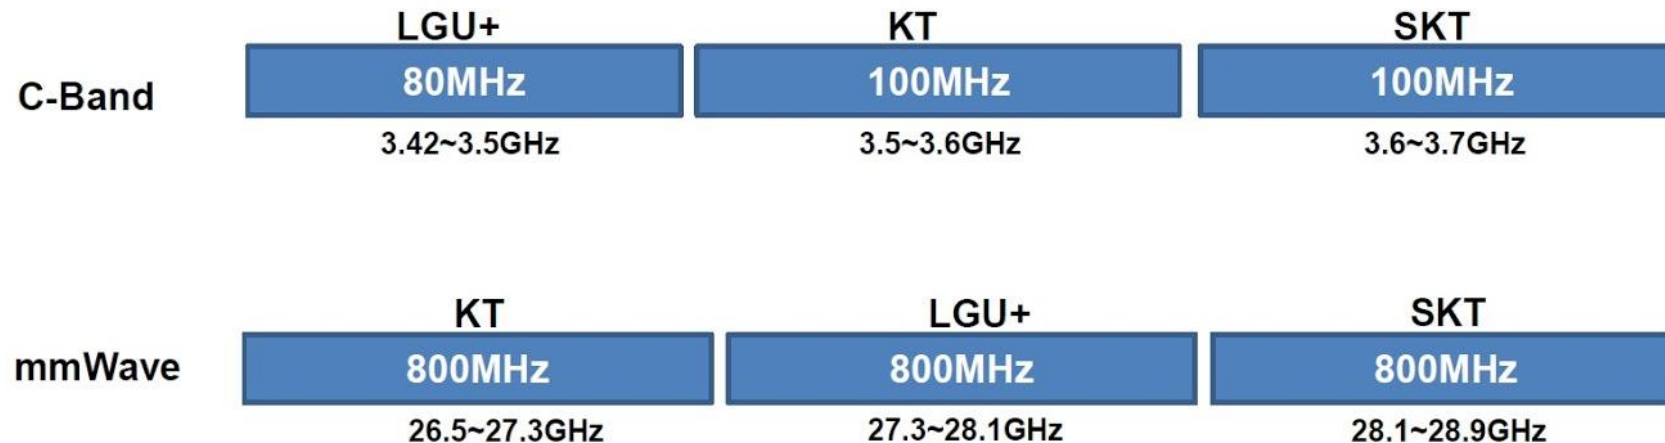 LGU+ KT SKT
C-Band 80MHz 100MHz 100MHz
3.42~3.5GHz 3.5~3.6GHz 3.6~3.7GHz
KT LGU+ SKT
mmWave 800MHz 800MHz 800MHz
26.5~27.3GHz 27.3~28.1GHz 28.1~28.9GHz